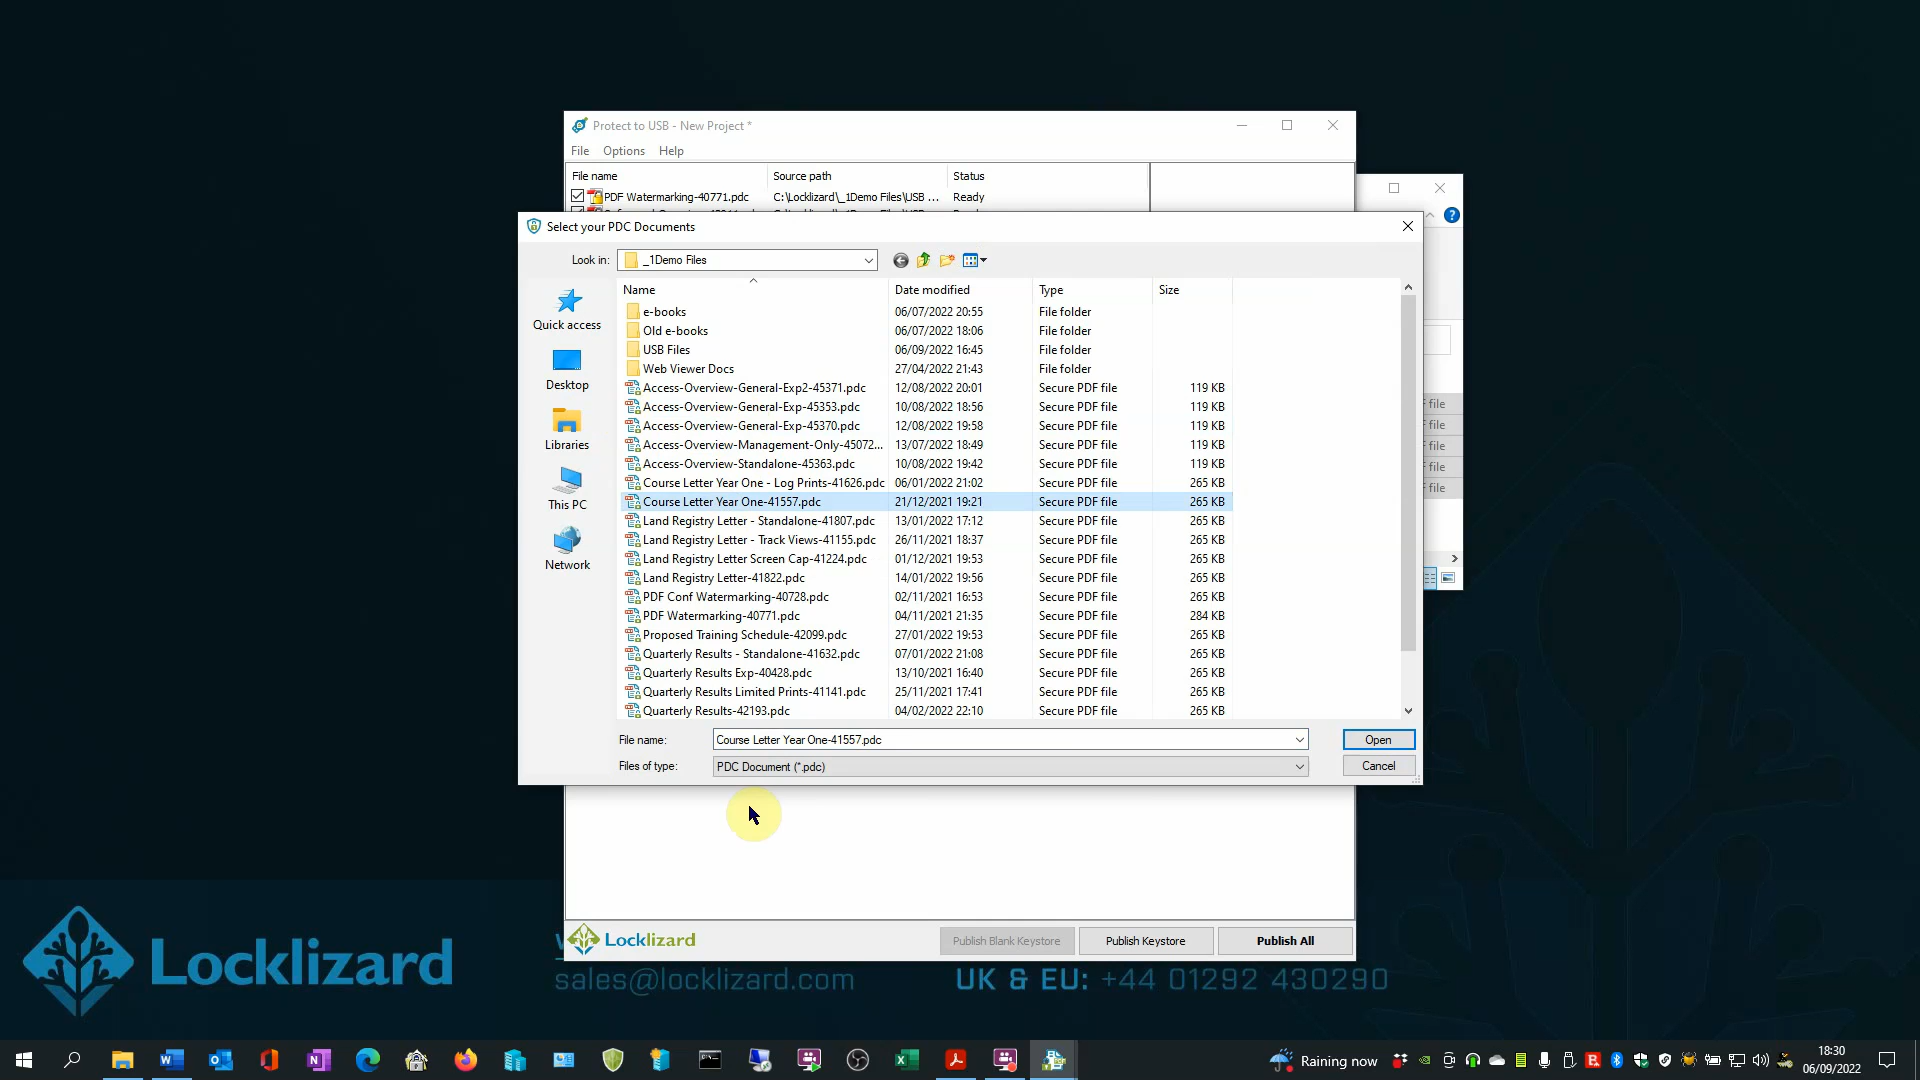 Protect to USB - New Project *
File Options Help
File name Source path Status
PDF Watermarking-40771.pdc C:\Locklizard\_1Demo Files\USB ... Ready
Select your PDC Documents
Look in: _1Demo Files
Name Date modified Type Size
e-books 06/07/2022 20:55 File folder
Old e-books 06/07/2022 18:06 File folder
USB Files 06/09/2022 16:45 File folder
Web Viewer Docs 27/04/2022 21:43 File folder
Access-Overview-General-Exp2-45371.pdc 12/08/2022 20:01 Secure PDF file 119 KB
Access-Overview-General-Exp-45353.pdc 10/08/2022 18:56 Secure PDF file 119 KB
Access-Overview-General-Exp-45370.pdc 12/08/2022 19:58 Secure PDF file 119 KB
Access-Overview-Management-Only-45072... 13/07/2022 18:49 Secure PDF file 119 KB
Access-Overview-Standalone-45363.pdc 10/08/2022 19:42 Secure PDF file 119 KB
Course Letter Year One - Log Prints-41626.pdc 06/01/2022 21:02 Secure PDF file 265 KB
Course Letter Year One-41557.pdc 21/12/2021 19:21 Secure PDF file 265 KB
Land Registry Letter - Standalone-41807.pdc 13/01/2022 17:12 Secure PDF file 265 KB
Land Registry Letter - Track Views-41155.pdc 26/11/2021 18:37 Secure PDF file 265 KB
Land Registry Letter Screen Cap-41224.pdc 01/12/2021 19:53 Secure PDF file 265 KB
Land Registry Letter-41822.pdc 14/01/2022 19:56 Secure PDF file 265 KB
PDF Conf Watermarking-40728.pdc 02/11/2021 16:53 Secure PDF file 265 KB
PDF Watermarking-40771.pdc 04/11/2021 21:35 Secure PDF file 284 KB
Proposed Training Schedule-42099.pdc 27/01/2022 19:53 Secure PDF file 265 KB
Quarterly Results - Standalone-41632.pdc 07/01/2022 21:08 Secure PDF file 265 KB
Quarterly Results Exp-40428.pdc 13/10/2021 16:40 Secure PDF file 265 KB
Quarterly Results Limited Prints-41141.pdc 25/11/2021 17:41 Secure PDF file 265 KB
Quarterly Results-42193.pdc 04/02/2022 22:10 Secure PDF file 265 KB
Quick access
Desktop
Libraries
This PC
Network
file
file
file
file
file
File name: Course Letter Year One-41557.pdc Open
Files of type: PDC Document (*.pdc) Cancel
Locklizard Publish Blank Keystore Publish Keystore Publish All
Locklizard
sales@locklizard.com UK & EU: +44 01292 430290
Raining now
18:30
06/09/2022